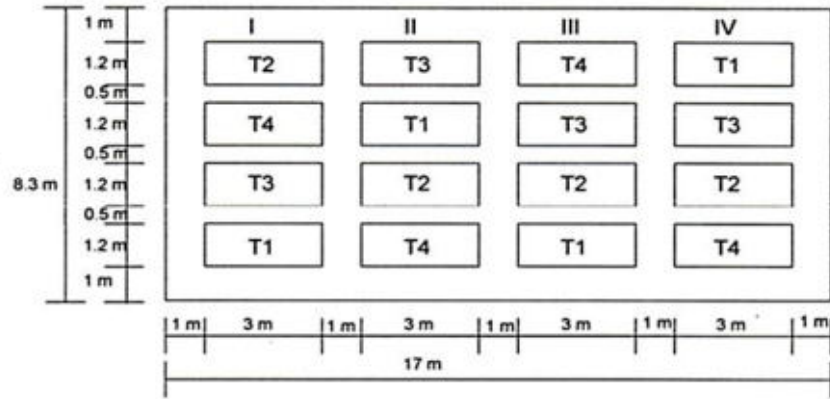 1 m
I II III IV
1.2 m T2 T3 T4 T1
0.5 m
1.2 m T4 T1 T3 T3
0.5 m
8.3 m 1.2 m T3 T2 T2 T2
0.5 m
1.2 m T1 T4 T1 T4
1 m
1 m 3 m 1 m 3 m 1 m 3 m 1 m 3 m 1 m
17 m